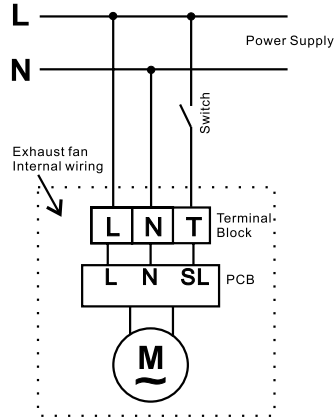 L
Power Supply
N
Switch
Exhaust fan
Internal wiring
L N T
Terminal
Block
L N SL
PCB
M
~